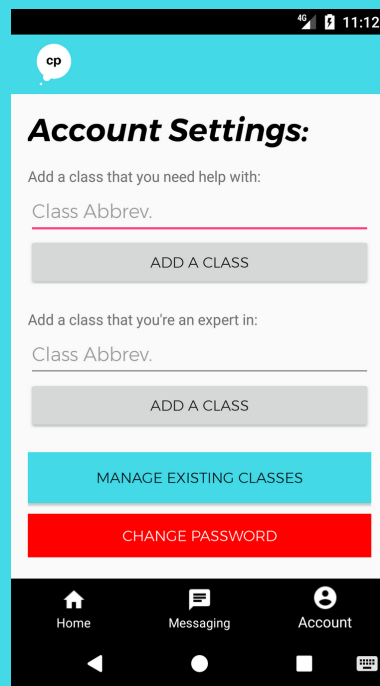 4G 11:12
cp
Account Settings:
Add a class that you need help with:
Class Abbrev.
ADD A CLASS
Add a class that you're an expert in:
Class Abbrev.
ADD A CLASS
MANAGE EXISTING CLASSES
CHANGE PASSWORD
Home Messaging Account